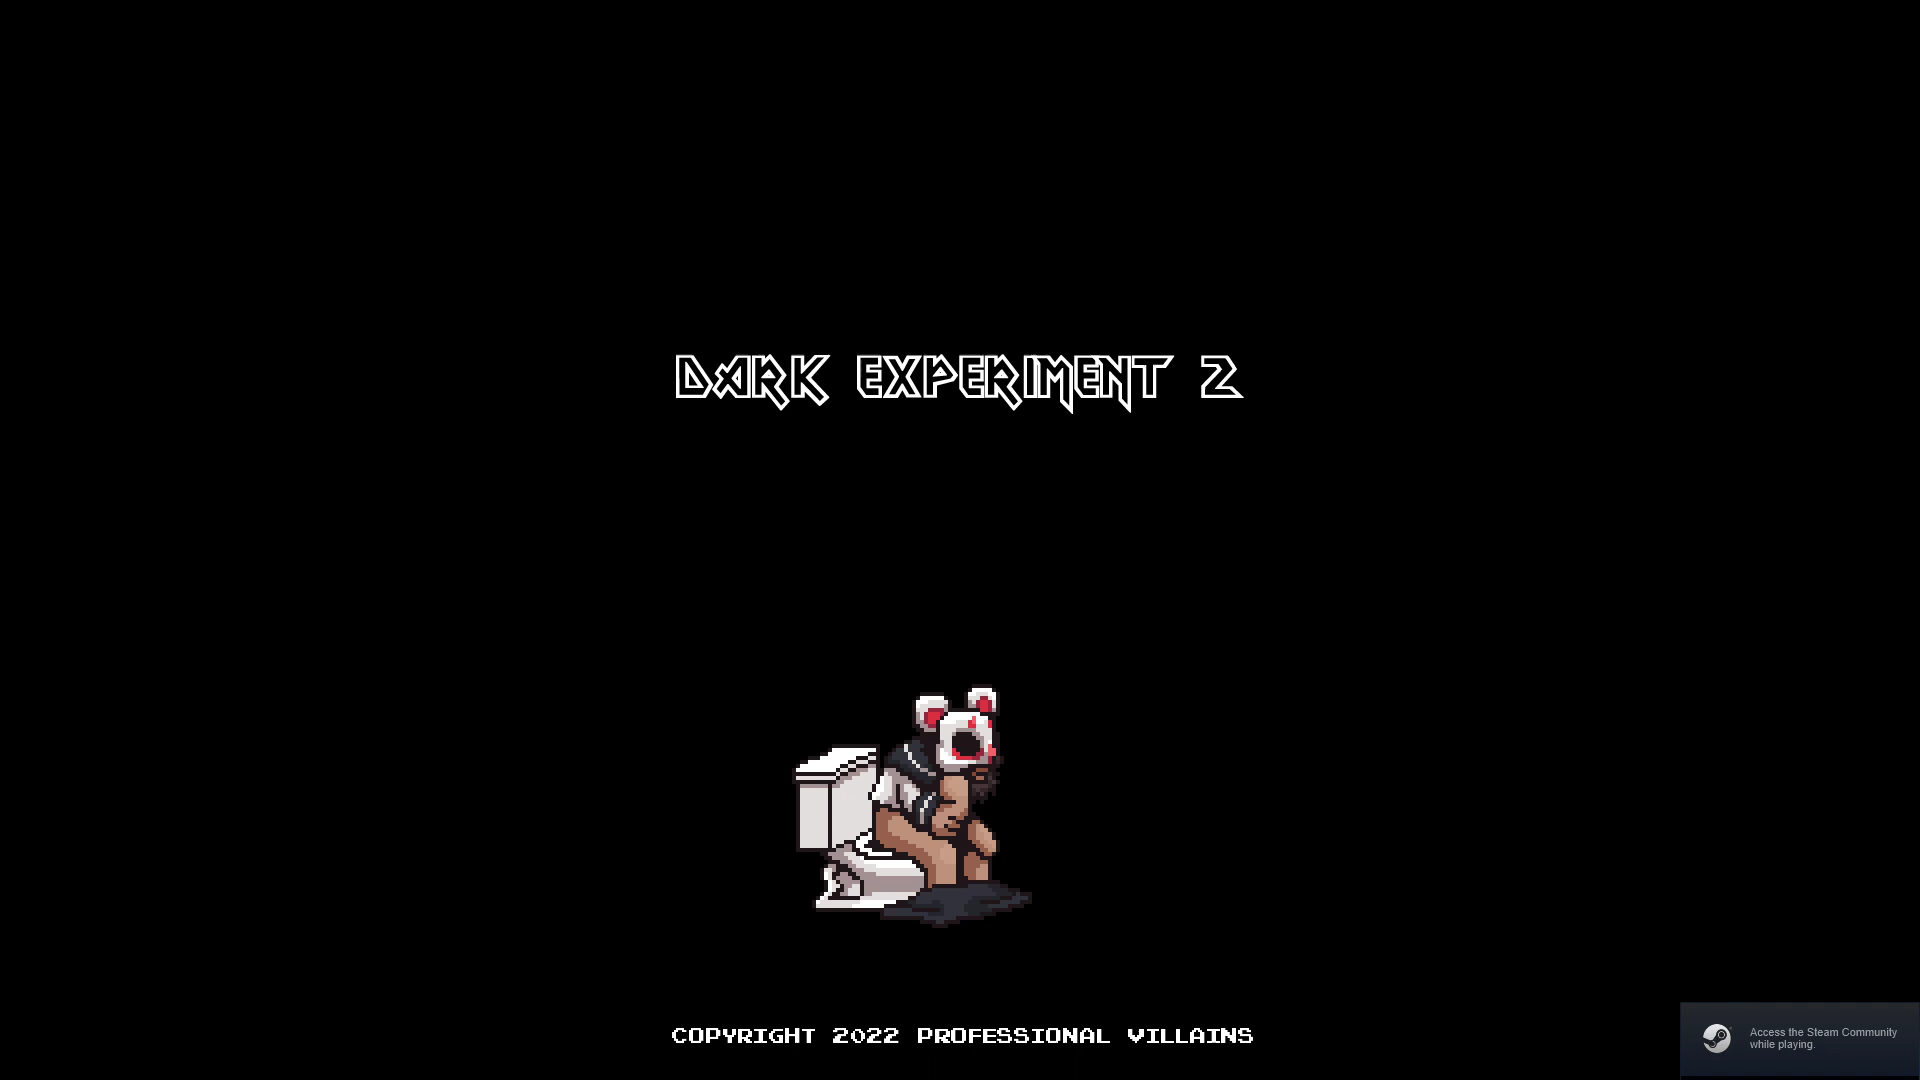 DARK EXPERIMENT 2
COPYRIGHT 2022 PROFESSIONAL VILLAINS
Access the Steam Community
while playing.